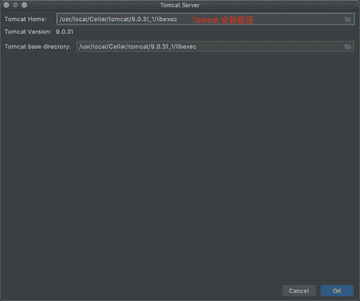 Tomcat Server
Tomcat Home: /usr/local/Cellar/tomcat/9.0.31_1/libexec Tomcat 安装路径
Tomcat Version: 9.0.31
Tomcat base directory: /usr/local/Cellar/tomcat/9.0.31_1/libexec
Cancel OK